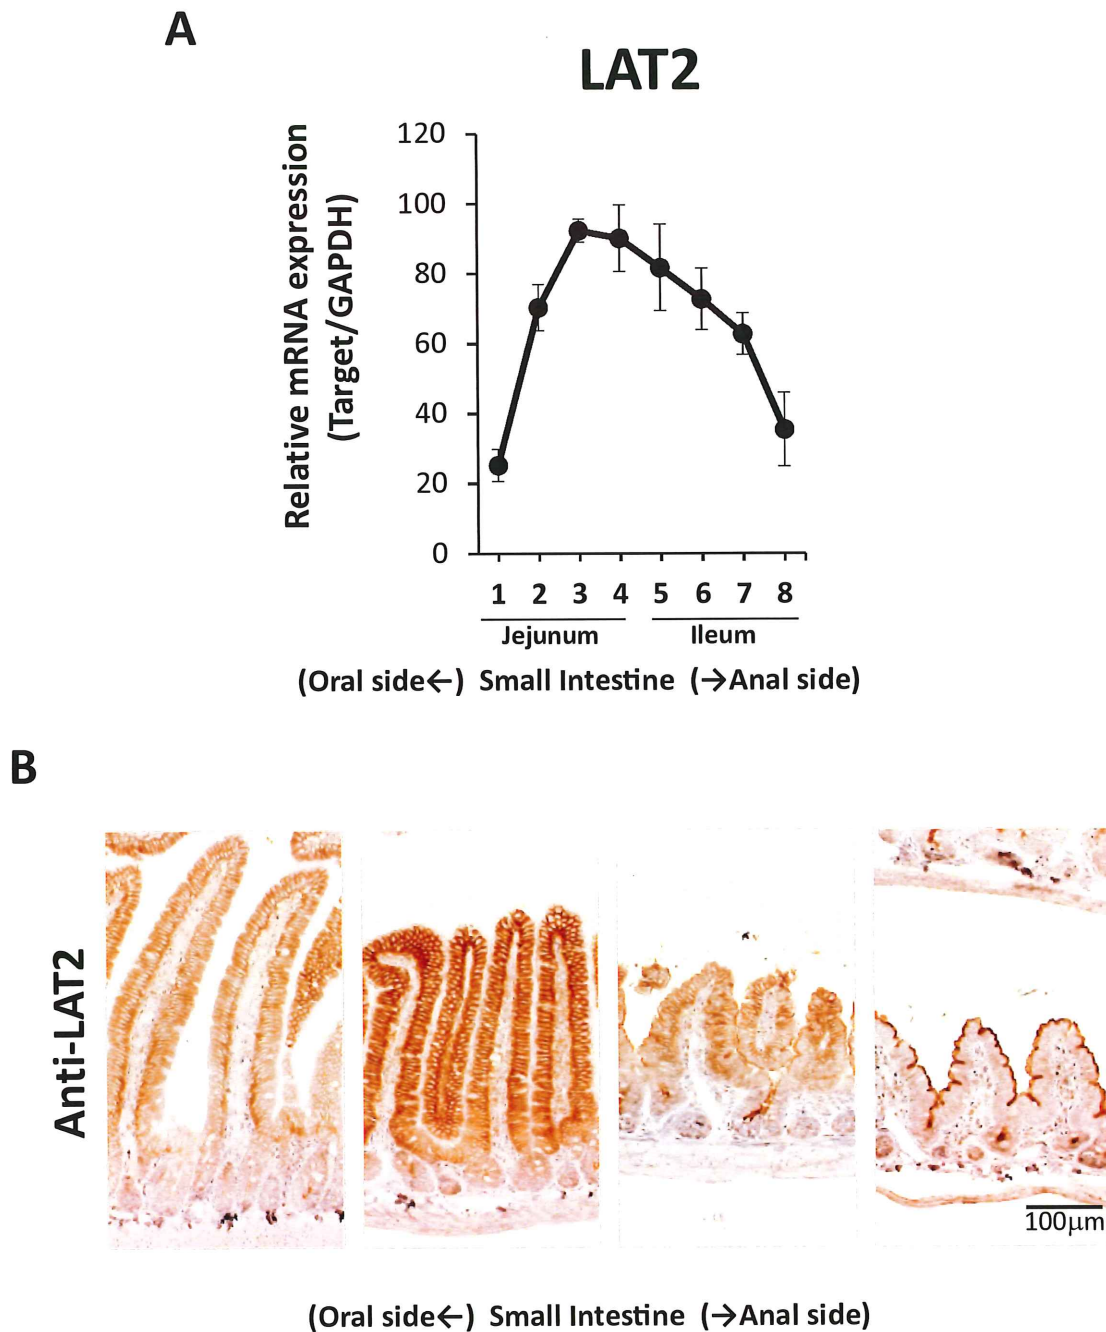 A
LAT2
Relative mRNA expression
(Target/GAPDH)
120
100
80
60
40
20
0
1 2 3 4 5 6 7 8
Jejunum Ileum
(Oral side←) Small Intestine (→Anal side)
B
Anti-LAT2
100µm
(Oral side←) Small Intestine (→Anal side)